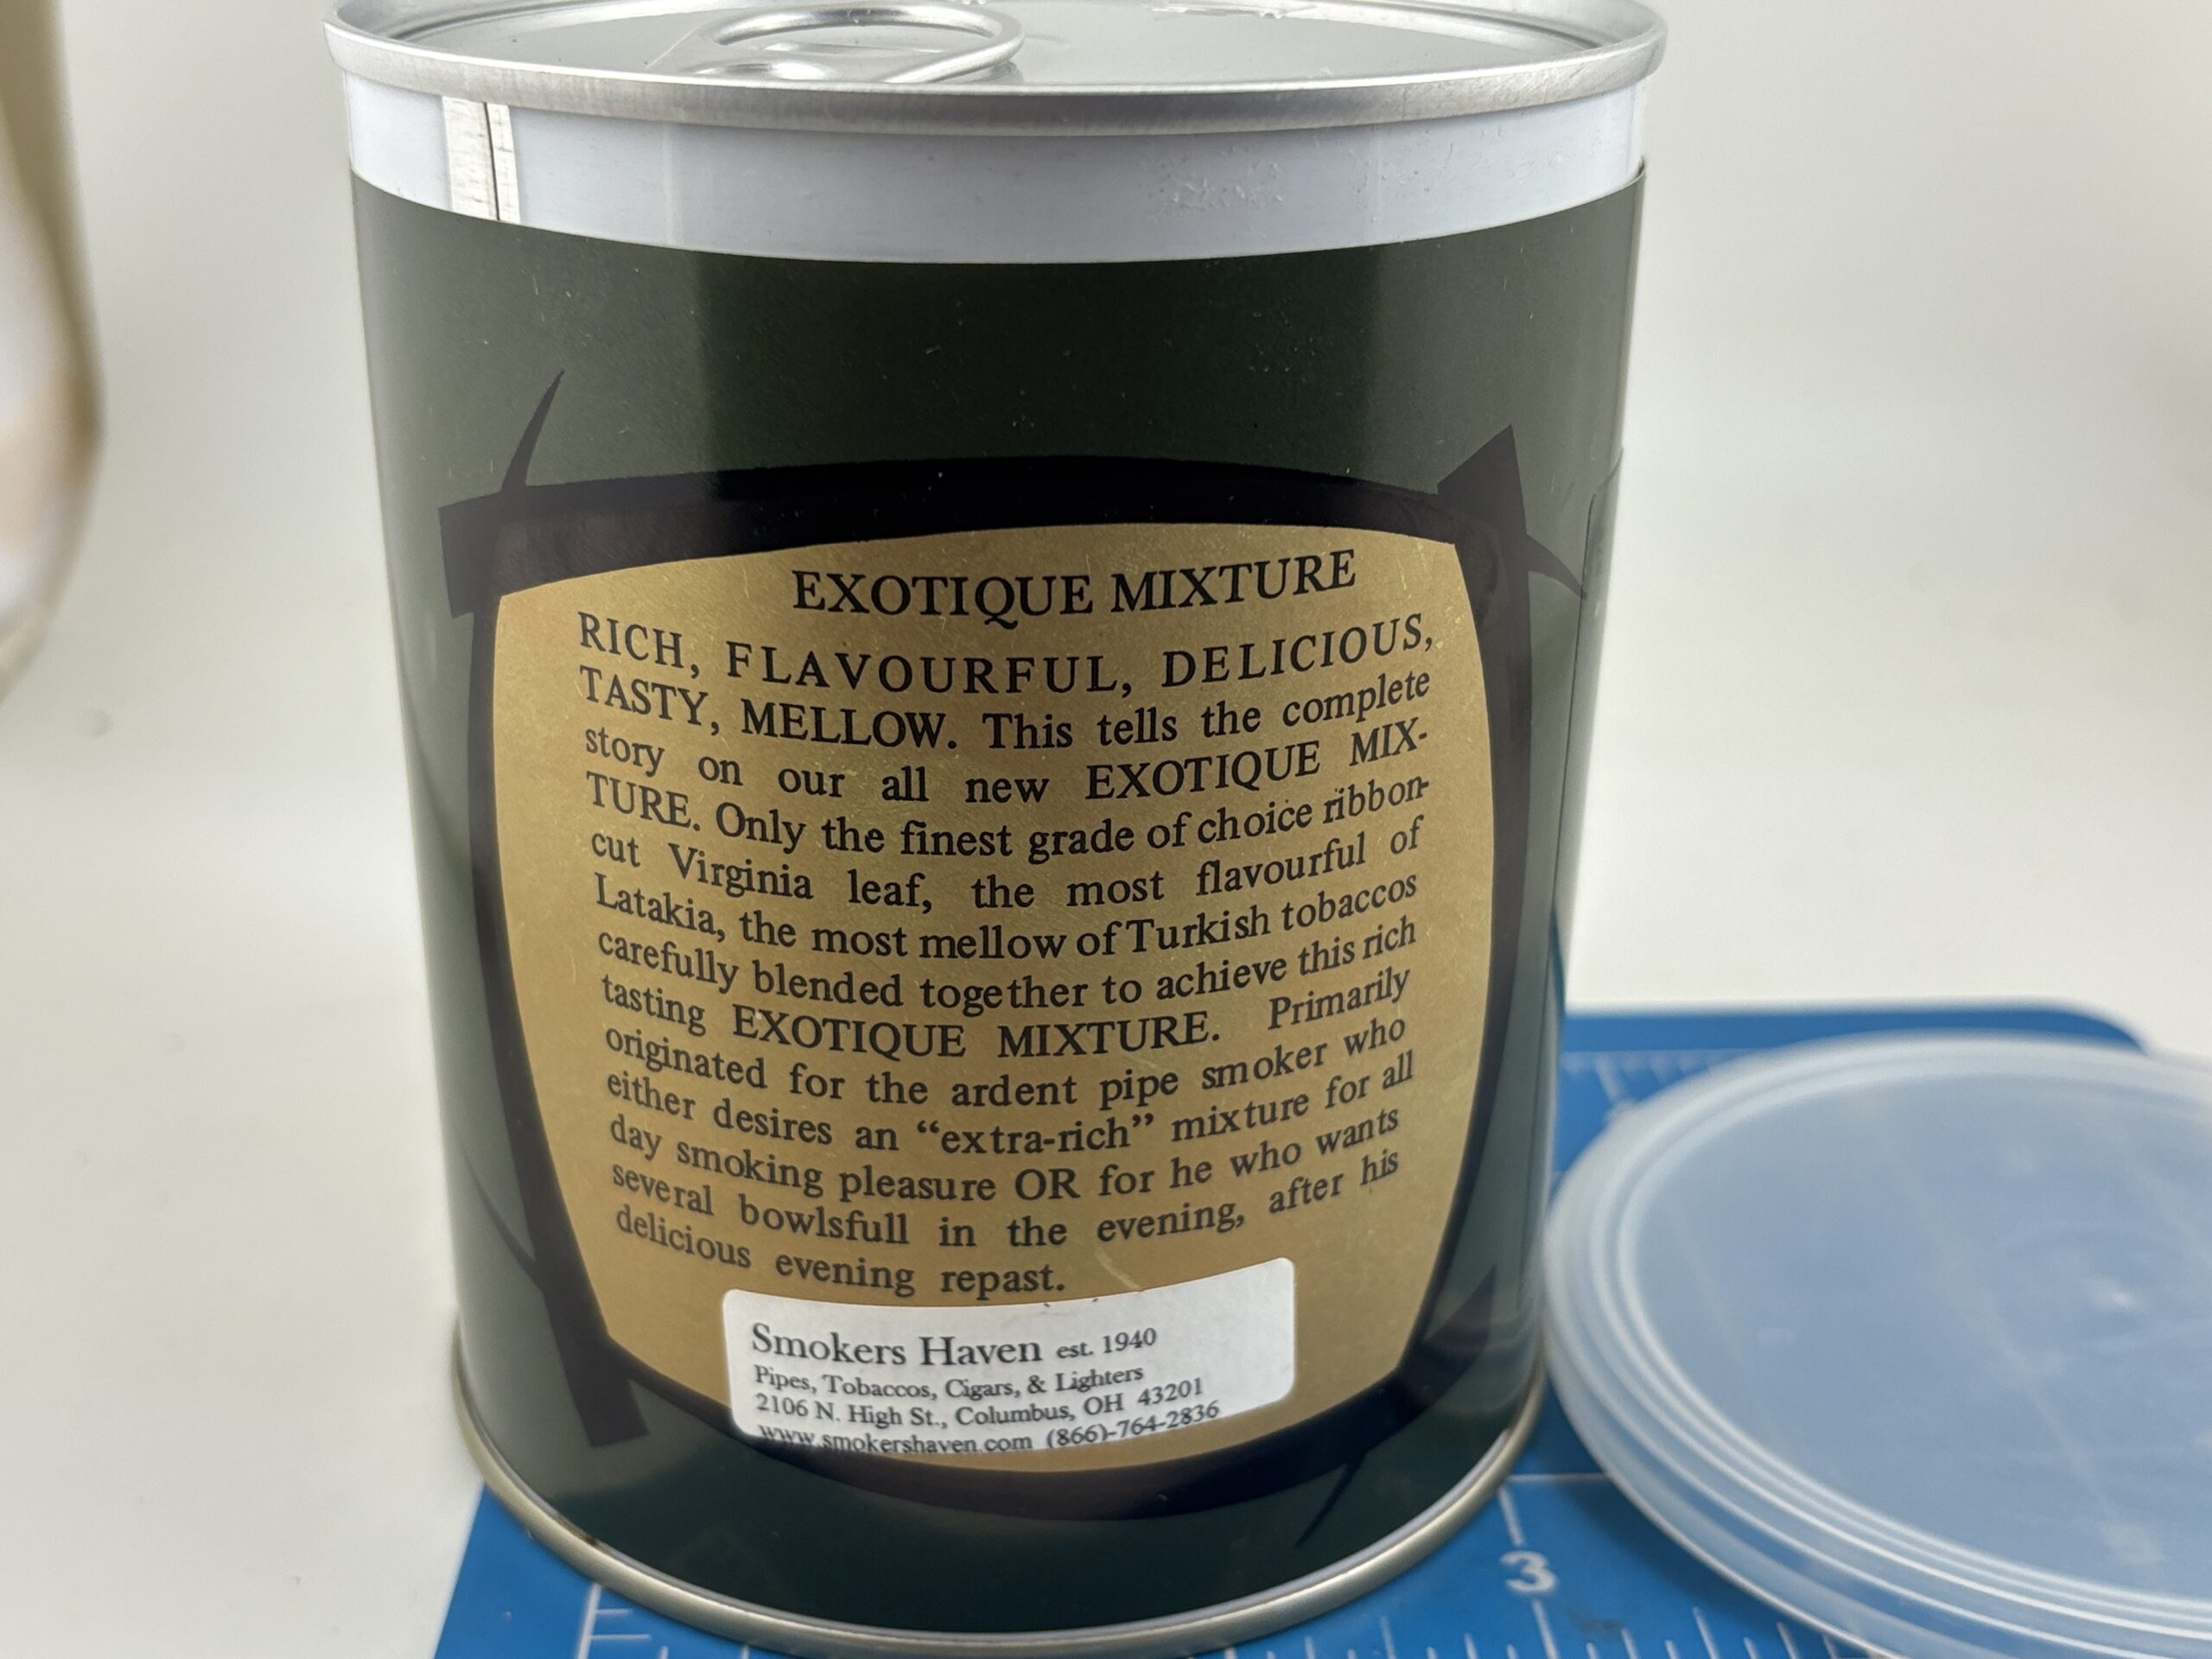 EXOTIQUE MIXTURE
RICH, FLAVOURFUL, DELICIOUS,
TASTY, MELLOW. This tells the complete
story on our all new EXOTIQUE MIX-
TURE. Only the finest grade of choice ribbon-
cut Virginia leaf, the most flavourful of
Latakia, the most mellow of Turkish tobaccos
carefully blended together to achieve this rich
tasting EXOTIQUE MIXTURE. Primarily
originated for the ardent pipe smoker who
either desires an “extra-rich” mixture for all
day smoking pleasure OR for he who wants
several bowlsfull in the evening, after his
delicious evening repast.
Smokers Haven est. 1940
Pipes, Tobaccos, Cigars, & Lighters
2106 N. High St., Columbus, OH 43201
www.smokershaven.com (866)-764-2836
3